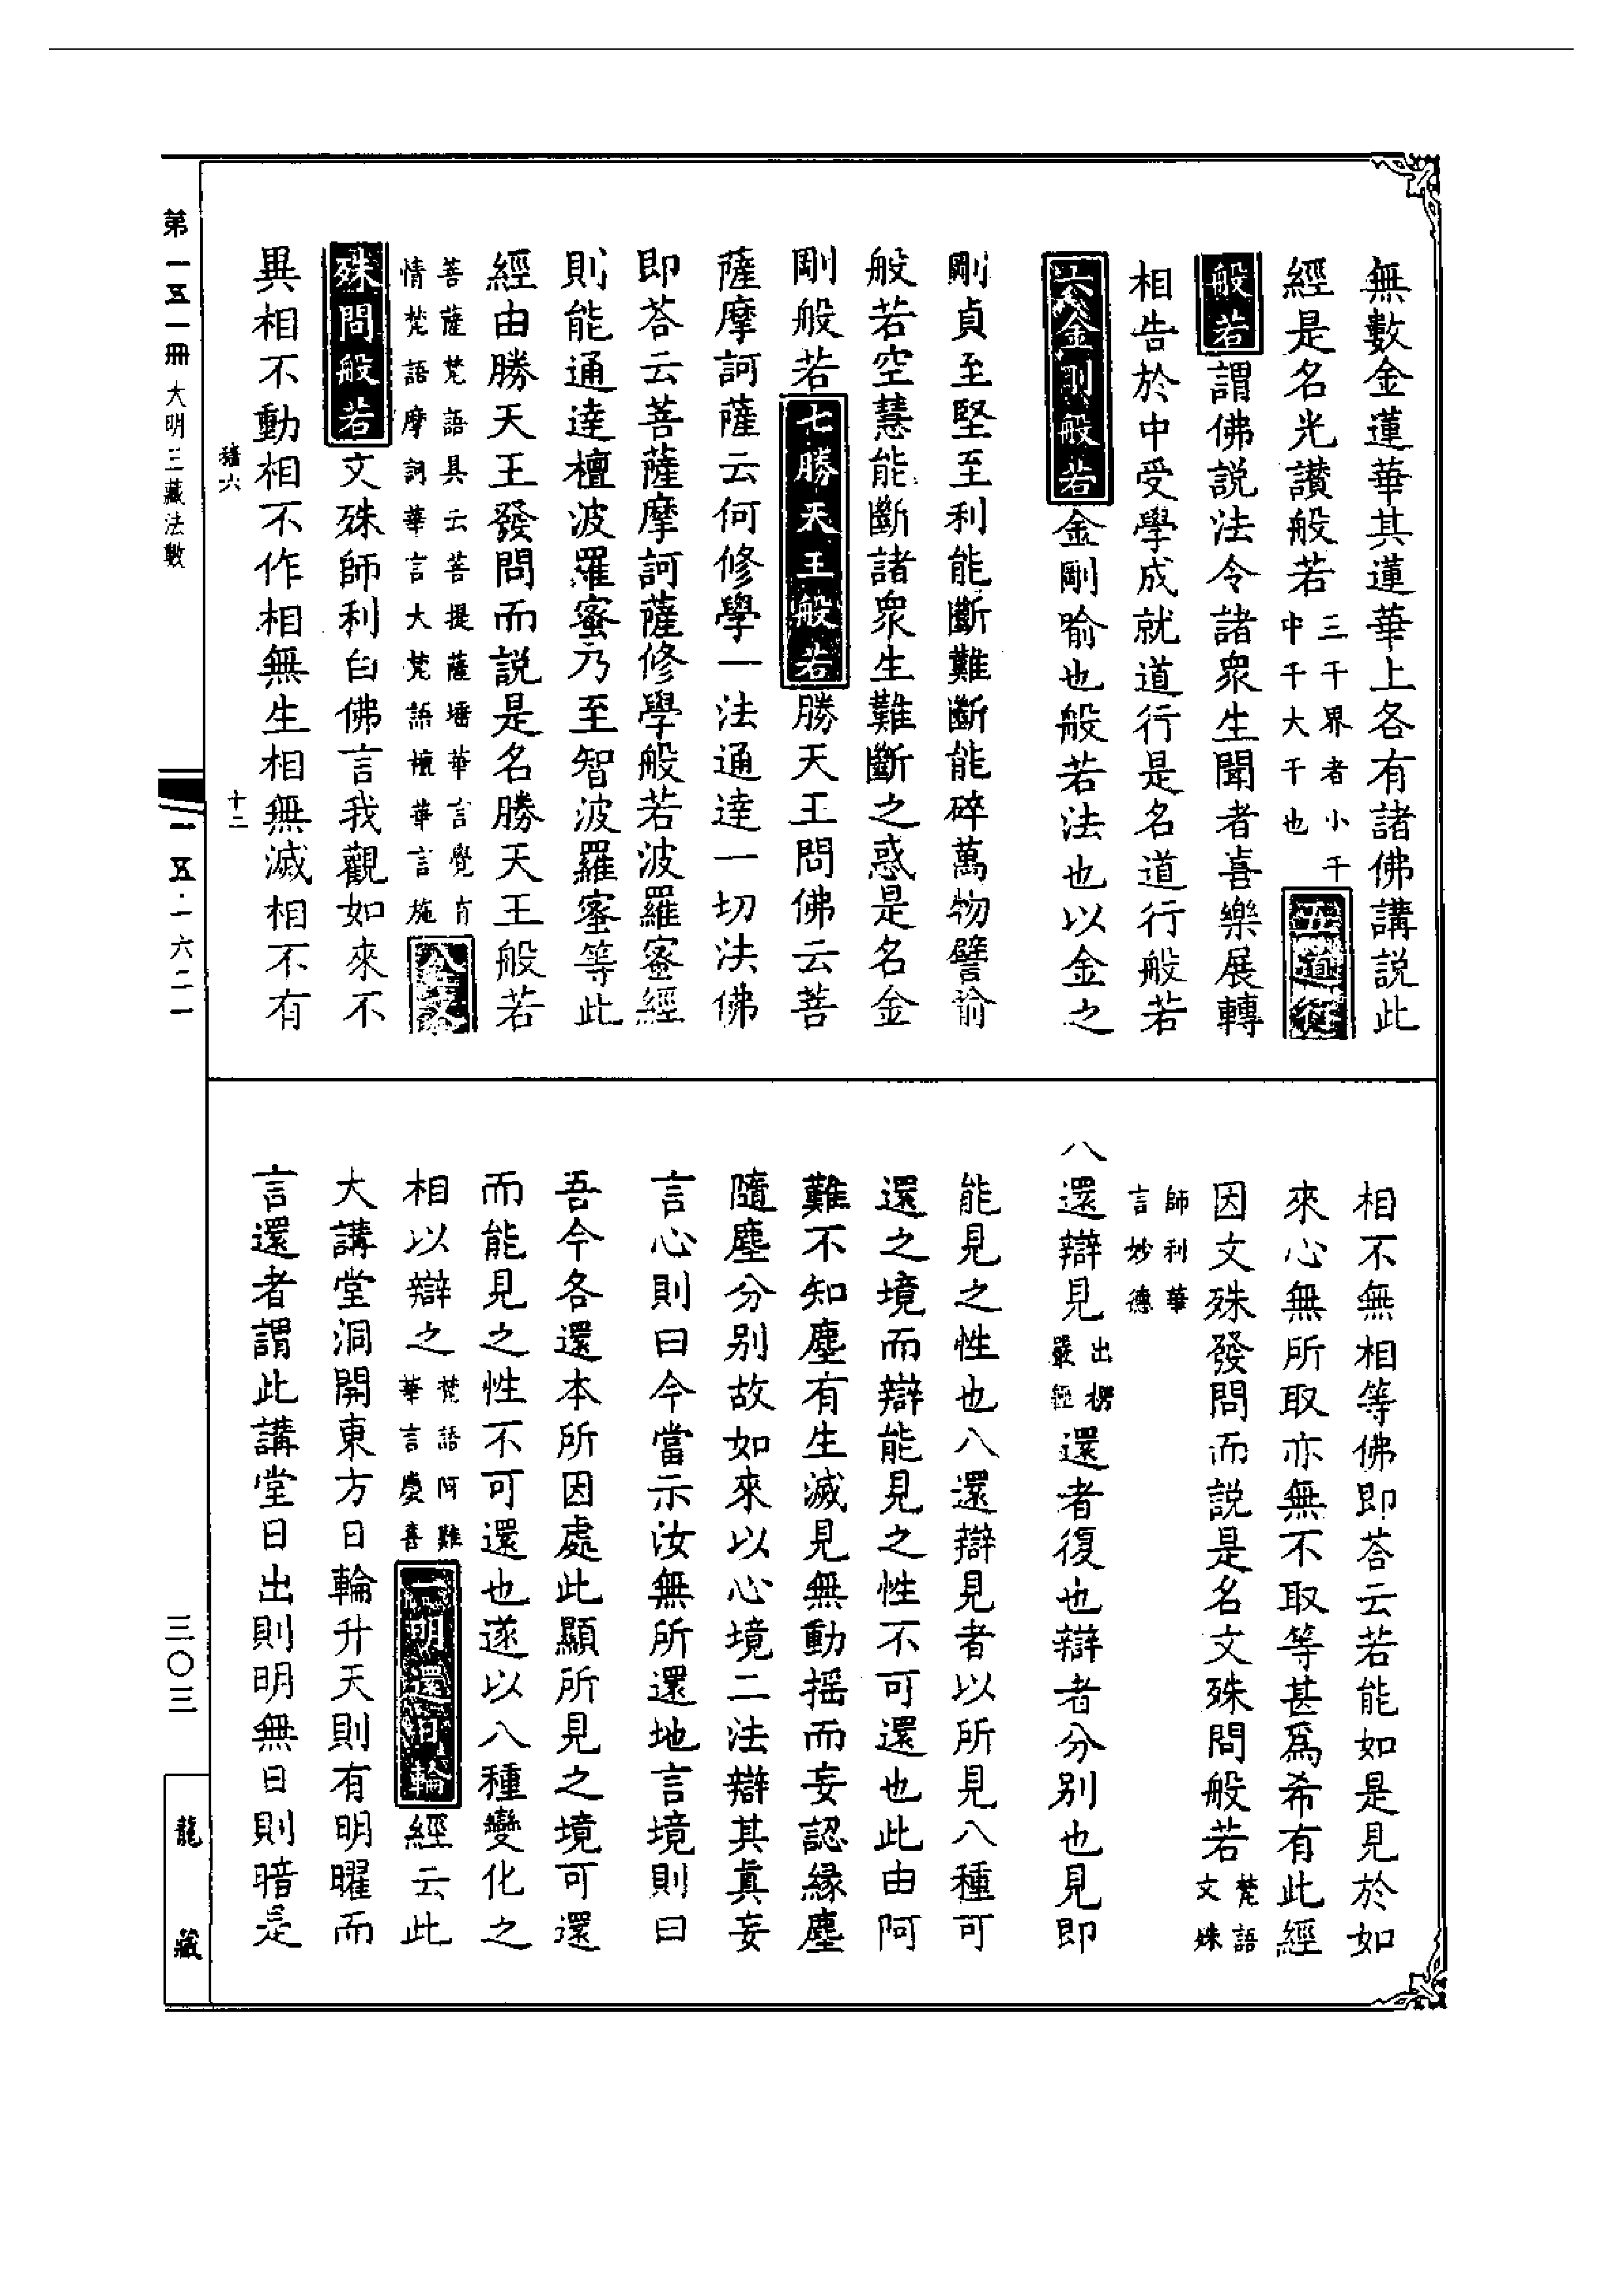 無數金蓮華其蓮華上各有諸佛講説此
經是名光讃般若三千界者小千中千大千也五道行
般若謂佛説法令諸衆生聞者喜樂展轉
相告於中受學成就道行是名道行般若
六金剛般若金剛喻也般若法也以金之
剛貞至堅至利能斷難斷能碎萬物譬喻
般若空慧能斷諸衆生難斷之惑是名金
剛般若七勝天王般若勝天王問佛云菩
薩摩訶薩云何修學一法通達一切法佛
即荅云菩薩摩訶薩修學般若波羅蜜經
則能通達檀波羅蜜乃至智波羅蜜等此
經由勝天王發問而説是名勝天王般若
菩薩梵語具云菩提薩埵華言覺有情梵語摩訶華言大梵語檀華言施八文
殊問般若文殊師利白佛言我觀如來不
異相不動相不作相無生相無滅相不有
相不無相等佛即荅云若能如是見於如
來心無所取亦無不取等甚爲希有此經
因文殊發問而説是名文殊問般若梵語文殊
師利華言妙德
八還辯見出楞嚴經還者復也辯者分别也見即
能見之性也八還辯見者以所見八種可
還之境而辯能見之性不可還也此由阿
難不知塵有生滅見無動摇而妄認緣塵
隨塵分别故如來以心境二法辯其真妄
言心則曰今當示汝無所還地言境則曰
吾今各還本所因處此顯所見之境可還
而能見之性不可還也遂以八種變化之
相以辯之梵語阿難華言慶喜一明還日輪經云此
大講堂洞開東方日輪升天則有明曜而
言還者謂此講堂日出則明無日則暗是
第一五一冊 大明三藏法數
一五·一六二一
三〇三
龍藏
十二